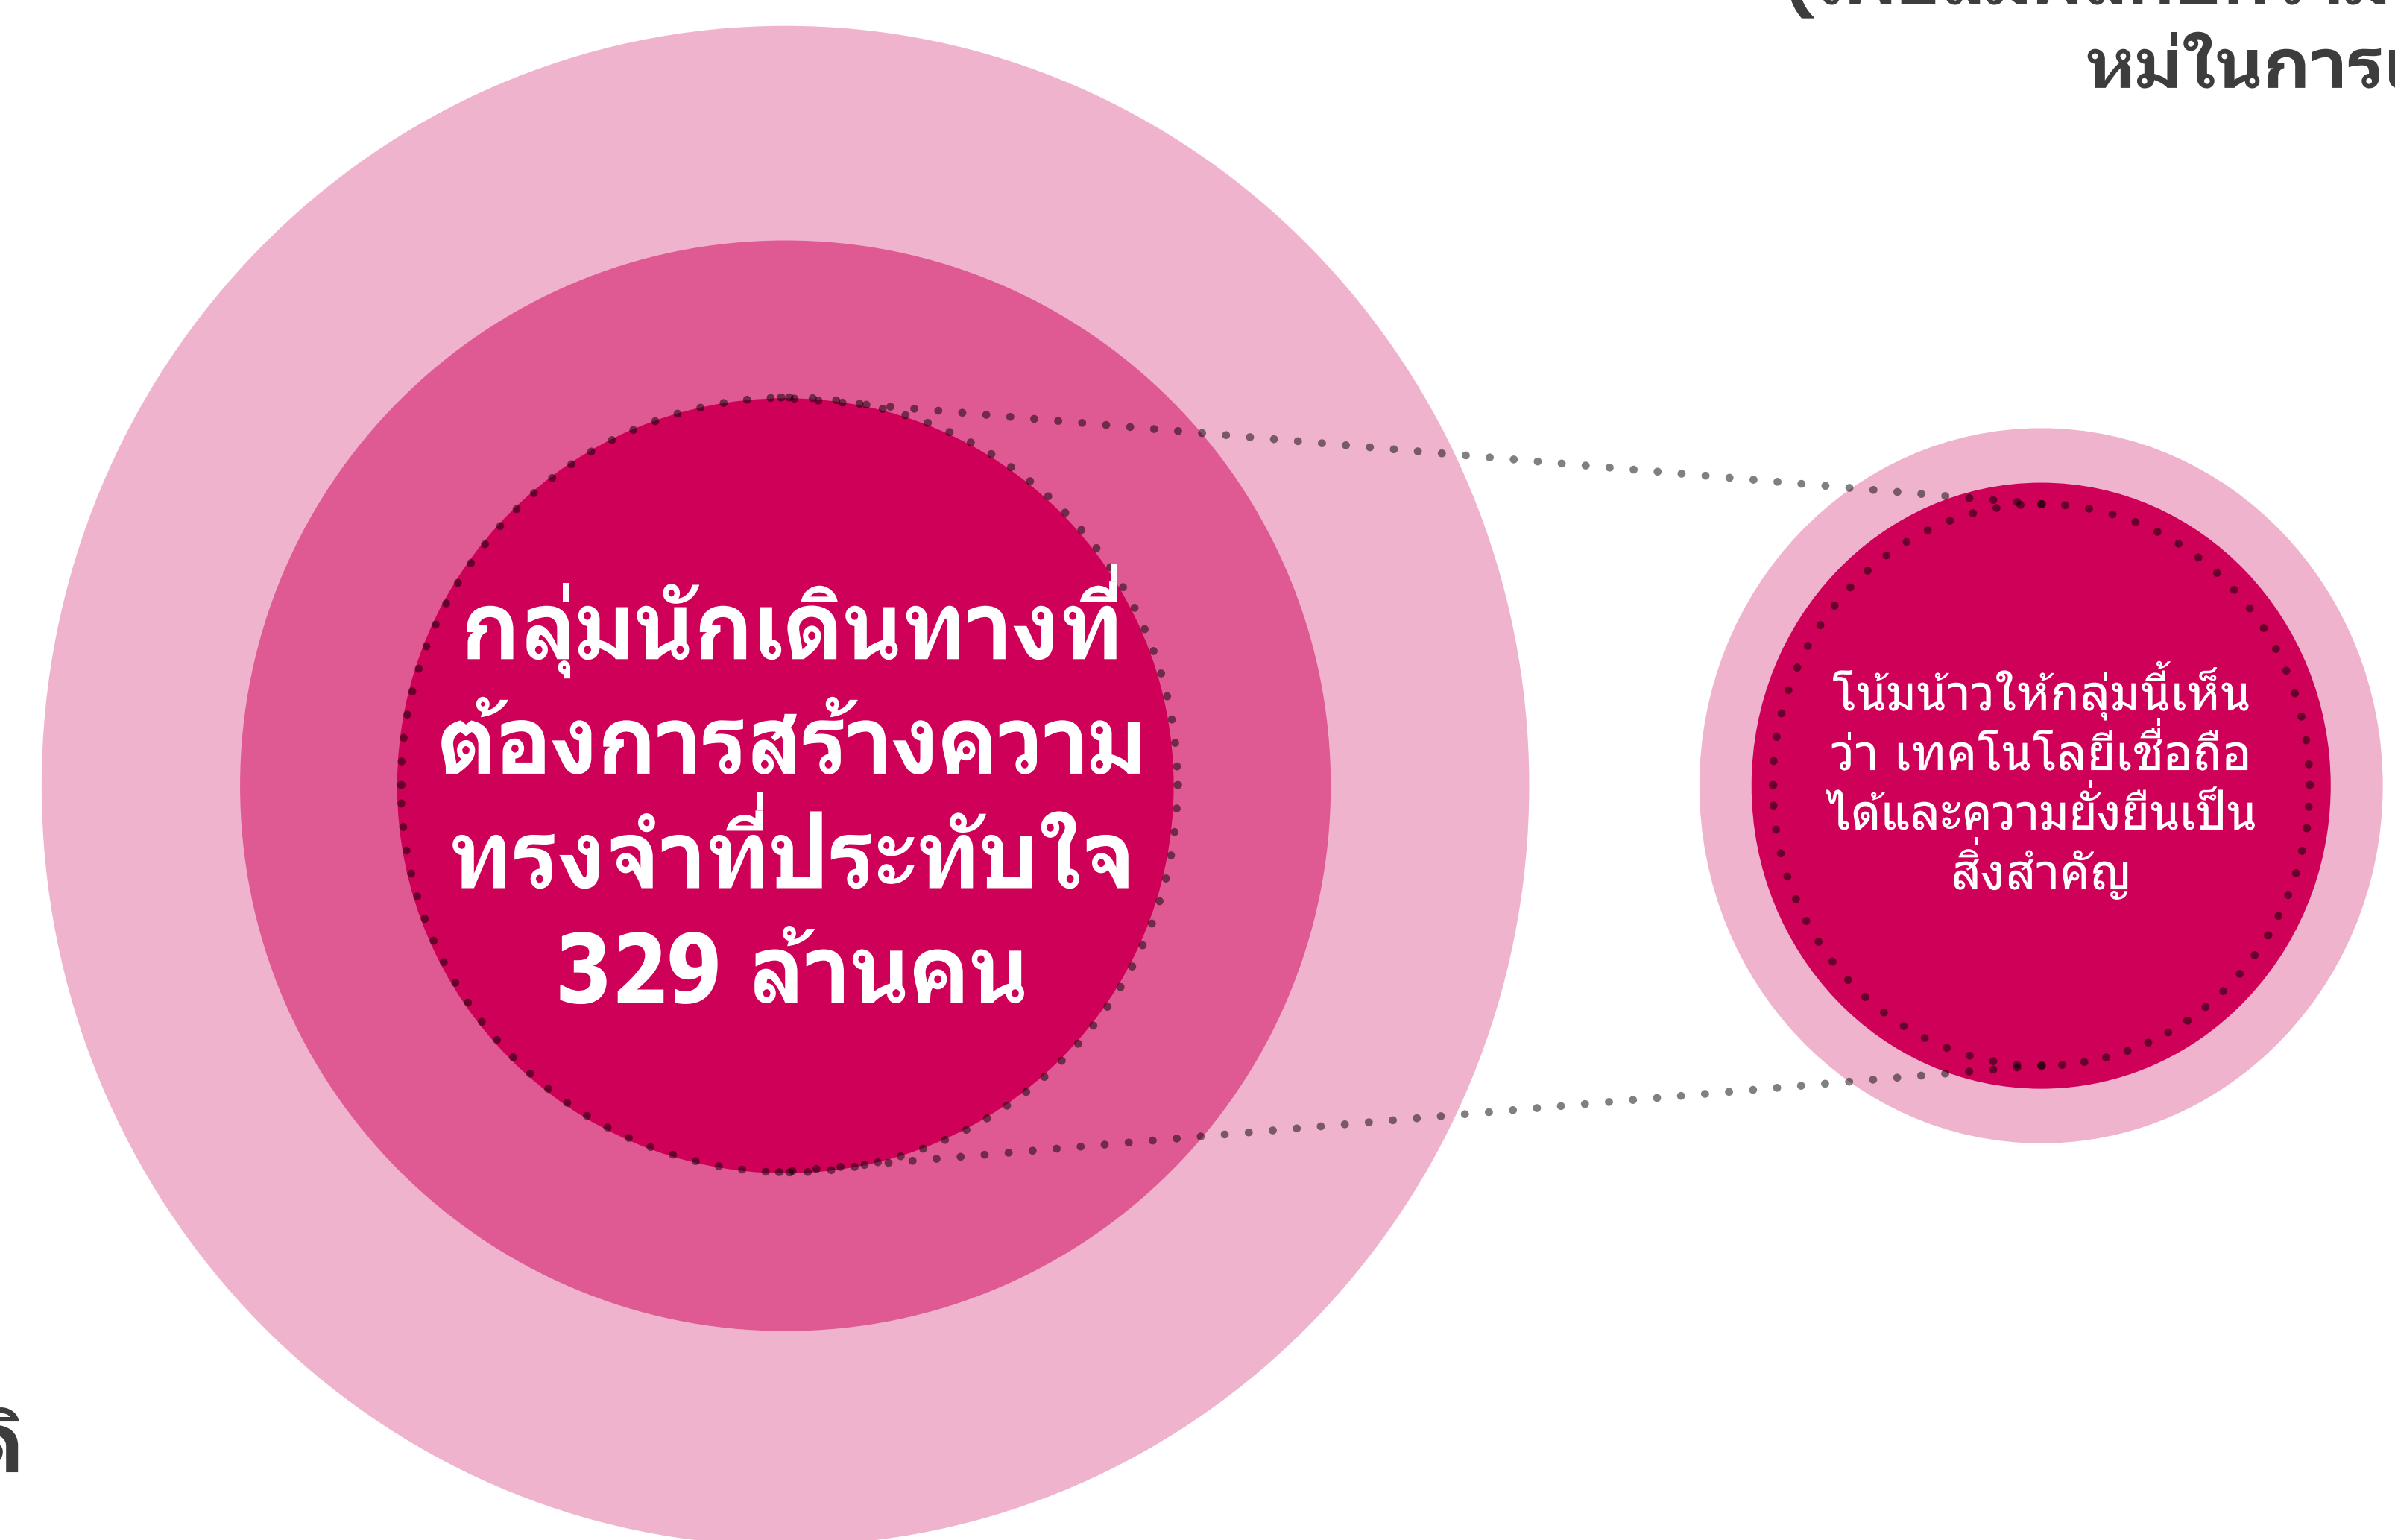 หม่ในการ
กลุ่มนักเดินทางที่
ต้องการสร้างความ
ทรงจำที่ประทับใจ
329 ล้านคน
โน้มน้าวให้กลุ่มนี้เห็น
ว่า เทคโนโลยีเชื่อถือ
ได้และความยั่งยืนเป็น
สิ่งสำคัญ